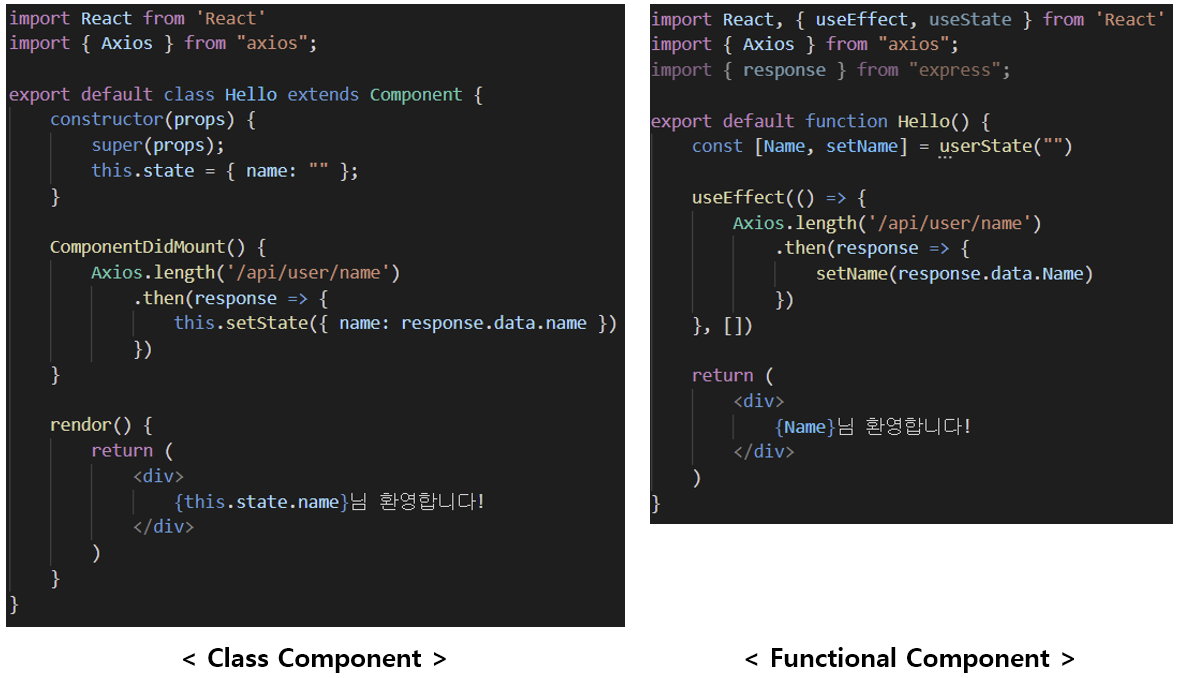 import React from 'React'
import { Axios } from "axios";
export default class Hello extends Component {
constructor(props) {
super(props);
this.state = { name: "" };
}
ComponentDidMount() {
Axios.length('/api/user/name')
.then(response => {
this.setState({ name: response.data.name })
})
}
rendor() {
return (
<div>
{this.state.name}님 환영합니다!
</div>
)
}
}
< Class Component >
import React, { useEffect, useState } from 'React'
import { Axios } from "axios";
import { response } from "express";
export default function Hello() {
const [Name, setName] = userState("")
useEffect(() => {
Axios.length('/api/user/name')
.then(response => {
setName(response.data.Name)
})
}, [])
return (
<div>
{Name}님 환영합니다!
</div>
)
}
< Functional Component >